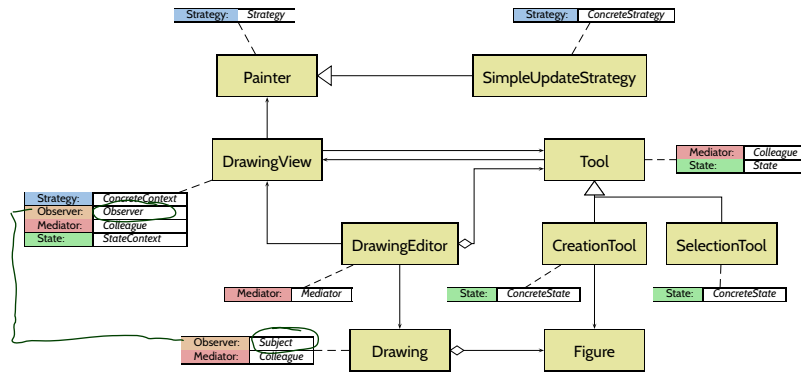 Strategy: Strategy
Strategy: ConcreteStrategy
Painter
SimpleUpdateStrategy
DrawingView
Tool
Mediator: Colleague
State: State
Strategy: ConcreteContext
Observer: Observer
Mediator: Colleague
State: StateContext
DrawingEditor
CreationTool
SelectionTool
Mediator: Mediator
State: ConcreteState
State: ConcreteState
Observer: Subject
Mediator: Colleague
Drawing
Figure